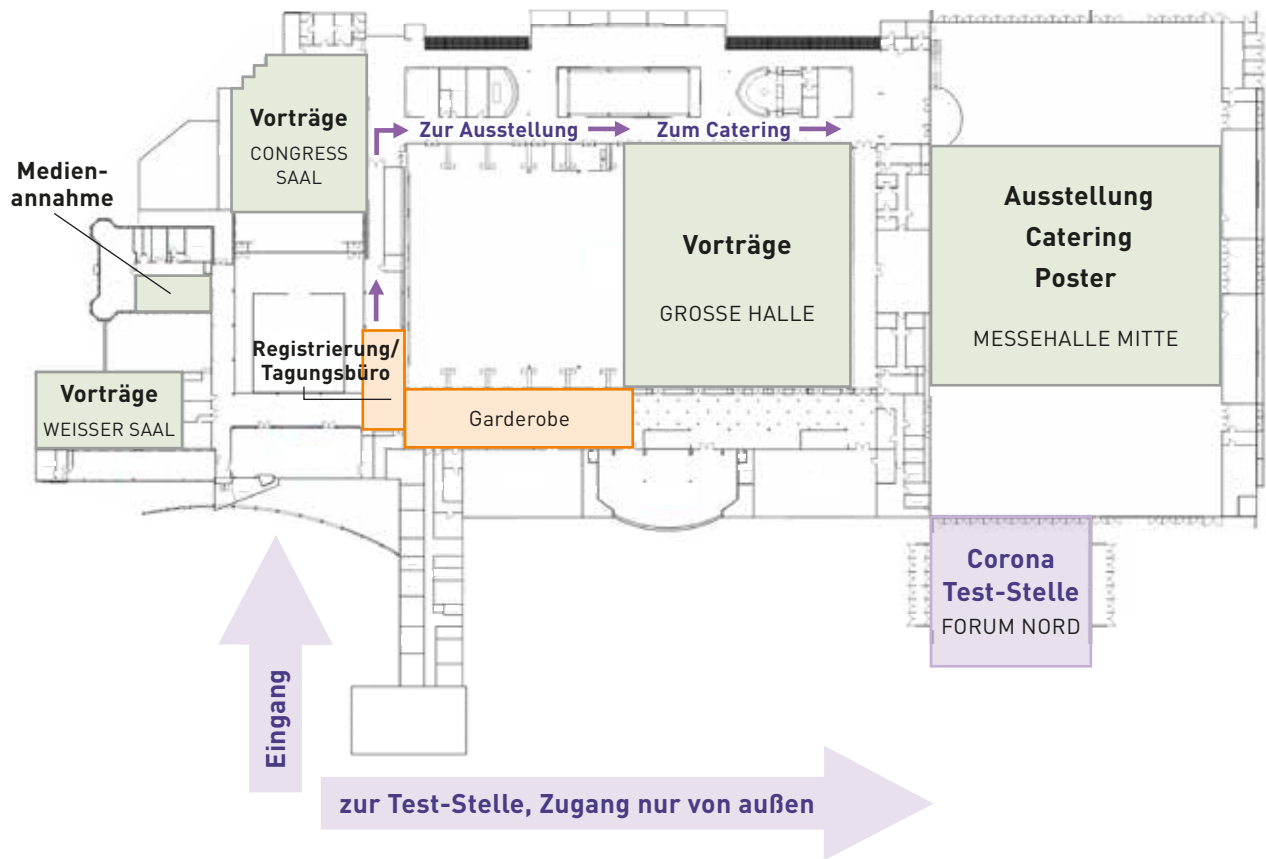 Vorträge
CONGRESS
SAAL
Zur Ausstellung
Zum Catering
Medien-
annahme
Vorträge
GROSSE HALLE
Ausstellung
Catering
Poster
MESSEHALLE MITTE
Registrierung/
Tagungsbüro
Vorträge
WEISSER SAAL
Garderobe
Corona
Test-Stelle
FORUM NORD
Eingang
zur Test-Stelle, Zugang nur von außen